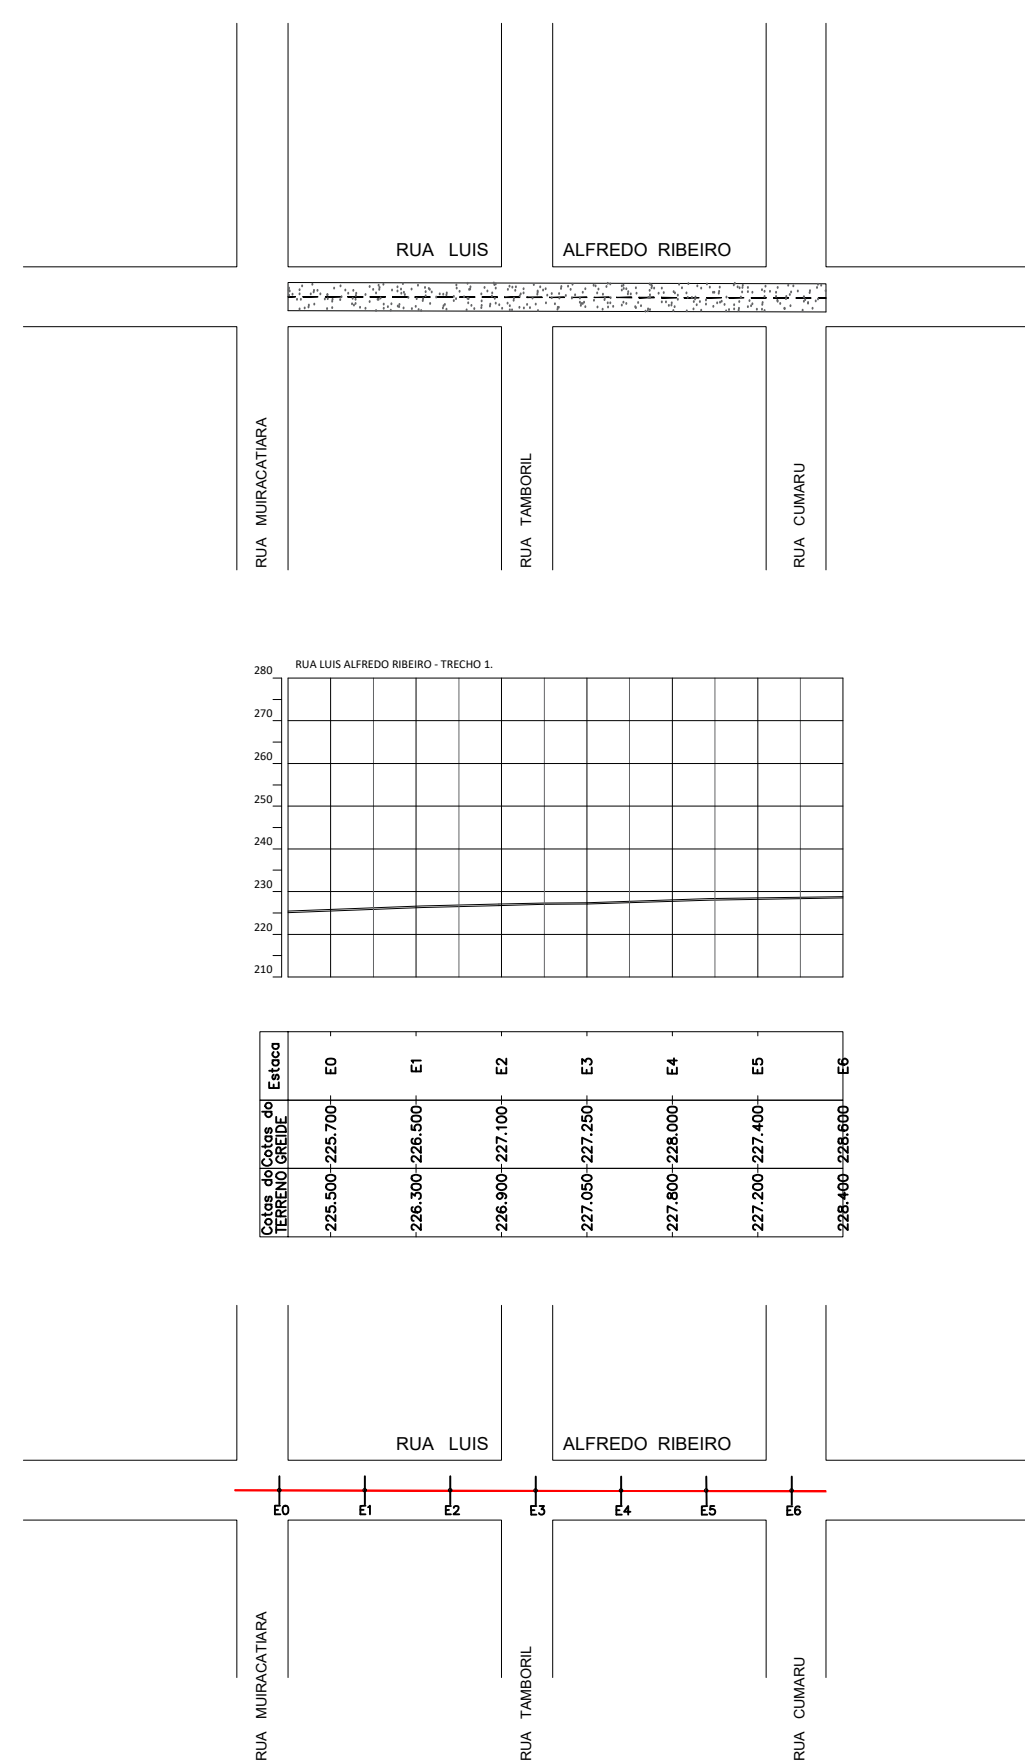 RUA LUIS ALFREDO RIBEIRO
RUA MUIRACATIARA
RUA TAMBORIL
RUA CUMARU
RUA LUIS ALFREDO RIBEIRO - TRECHO 1.
280
270
260
250
240
230
220
210
Estaca E0 E1 E2 E3 E4 E5 E6
Cotas do GREIDE 225.700 226.500 227.100 227.250 228.000 227.400 228.600
Cotas do TERRENO 225.500 226.300 226.900 227.050 227.800 227.200 228.400
RUA LUIS ALFREDO RIBEIRO
E0 E1 E2 E3 E4 E5 E6
RUA MUIRACATIARA
RUA TAMBORIL
RUA CUMARU